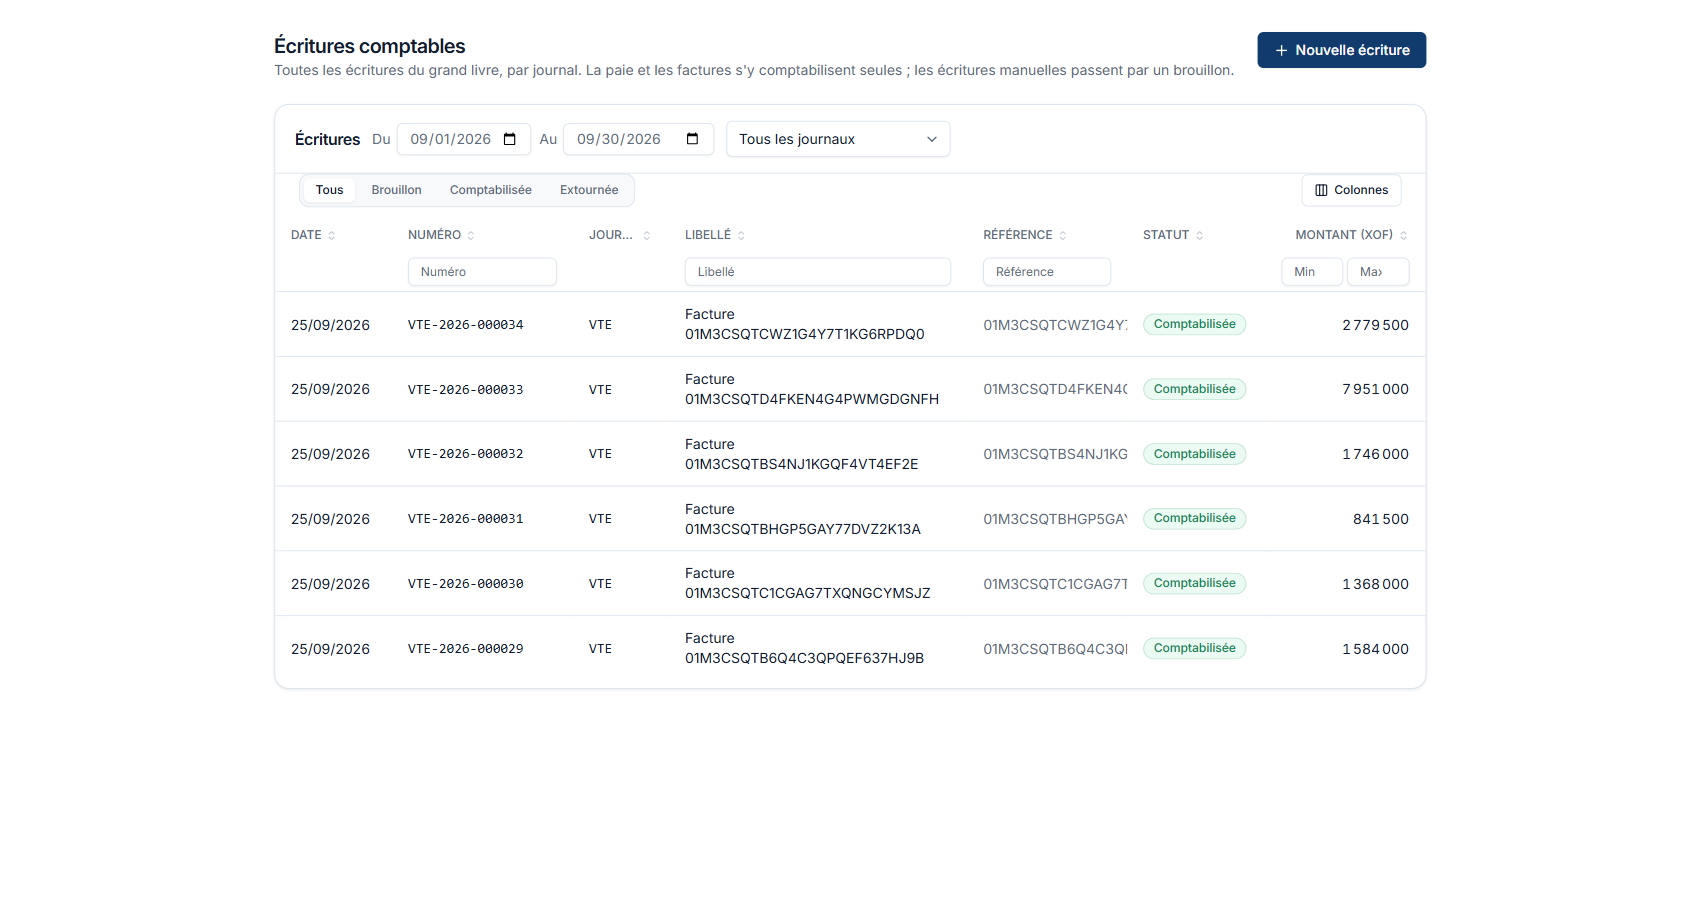 Écritures comptables
Toutes les écritures du grand livre, par journal. La paie et les factures s'y comptabilisent seules ; les écritures manuelles passent par un brouillon.
Nouvelle écriture
Écritures Du 09/01/2026 Au 09/30/2026 Tous les journaux
Tous Brouillon Comptabilisée Extournée Colonnes
DATE NUMÉRO JOUR... LIBELLÉ RÉFÉRENCE STATUT MONTANT (XOF)
Numéro Libellé Référence Min Max
25/09/2026 VTE-2026-000034 VTE Facture 01M3CSQTCWZ1G4Y7T1KG6RPDQ0 01M3CSQTCWZ1G4Y7 Comptabilisée 2 779 500
25/09/2026 VTE-2026-000033 VTE Facture 01M3CSQTD4FKEN4G4PWMGDGNFH 01M3CSQTD4FKEN4G Comptabilisée 7 951 000
25/09/2026 VTE-2026-000032 VTE Facture 01M3CSQTBS4NJ1KGQF4VT4EF2E 01M3CSQTBS4NJ1KG Comptabilisée 1 746 000
25/09/2026 VTE-2026-000031 VTE Facture 01M3CSQTBHGP5GAY77DVZ2K13A 01M3CSQTBHGP5GAY Comptabilisée 841 500
25/09/2026 VTE-2026-000030 VTE Facture 01M3CSQTC1CGAG7TXQNGCYMSJZ 01M3CSQTC1CGAG7T Comptabilisée 1 368 000
25/09/2026 VTE-2026-000029 VTE Facture 01M3CSQTB6Q4C3QPQEF637HJ9B 01M3CSQTB6Q4C3QP Comptabilisée 1 584 000